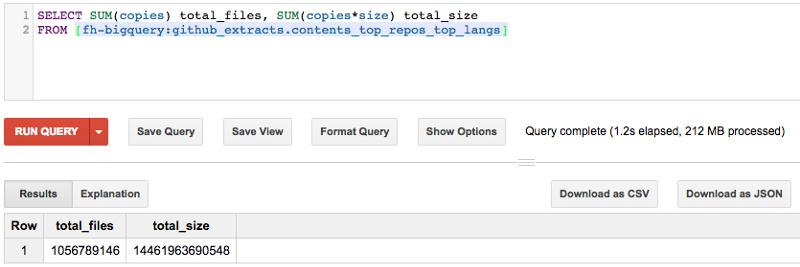 1 SELECT SUM(copies) total_files, SUM(copies*size) total_size
2 FROM [fh-bigquery:github_extracts.contents_top_repos_top_langs]
RUN QUERY Save Query Save View Format Query Show Options Query complete (1.2s elapsed, 212 MB processed)
Results Explanation Download as CSV Download as JSON
Row total_files total_size
1 1056789146 14461963690548